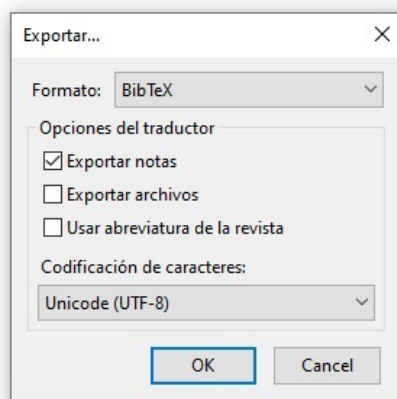 Exportar...
Formato: BibTeX
Opciones del traductor
Exportar notas
Exportar archivos
Usar abreviatura de la revista
Codificación de caracteres:
Unicode (UTF-8)
OK Cancel